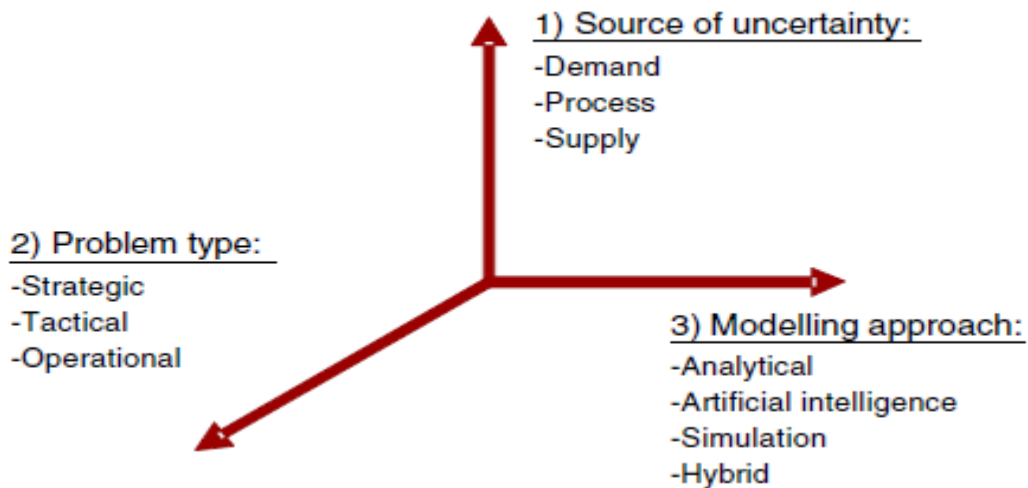 1) Source of uncertainty:
-Demand
-Process
-Supply
2) Problem type:
-Strategic
-Tactical
-Operational
3) Modelling approach:
-Analytical
-Artificial intelligence
-Simulation
-Hybrid